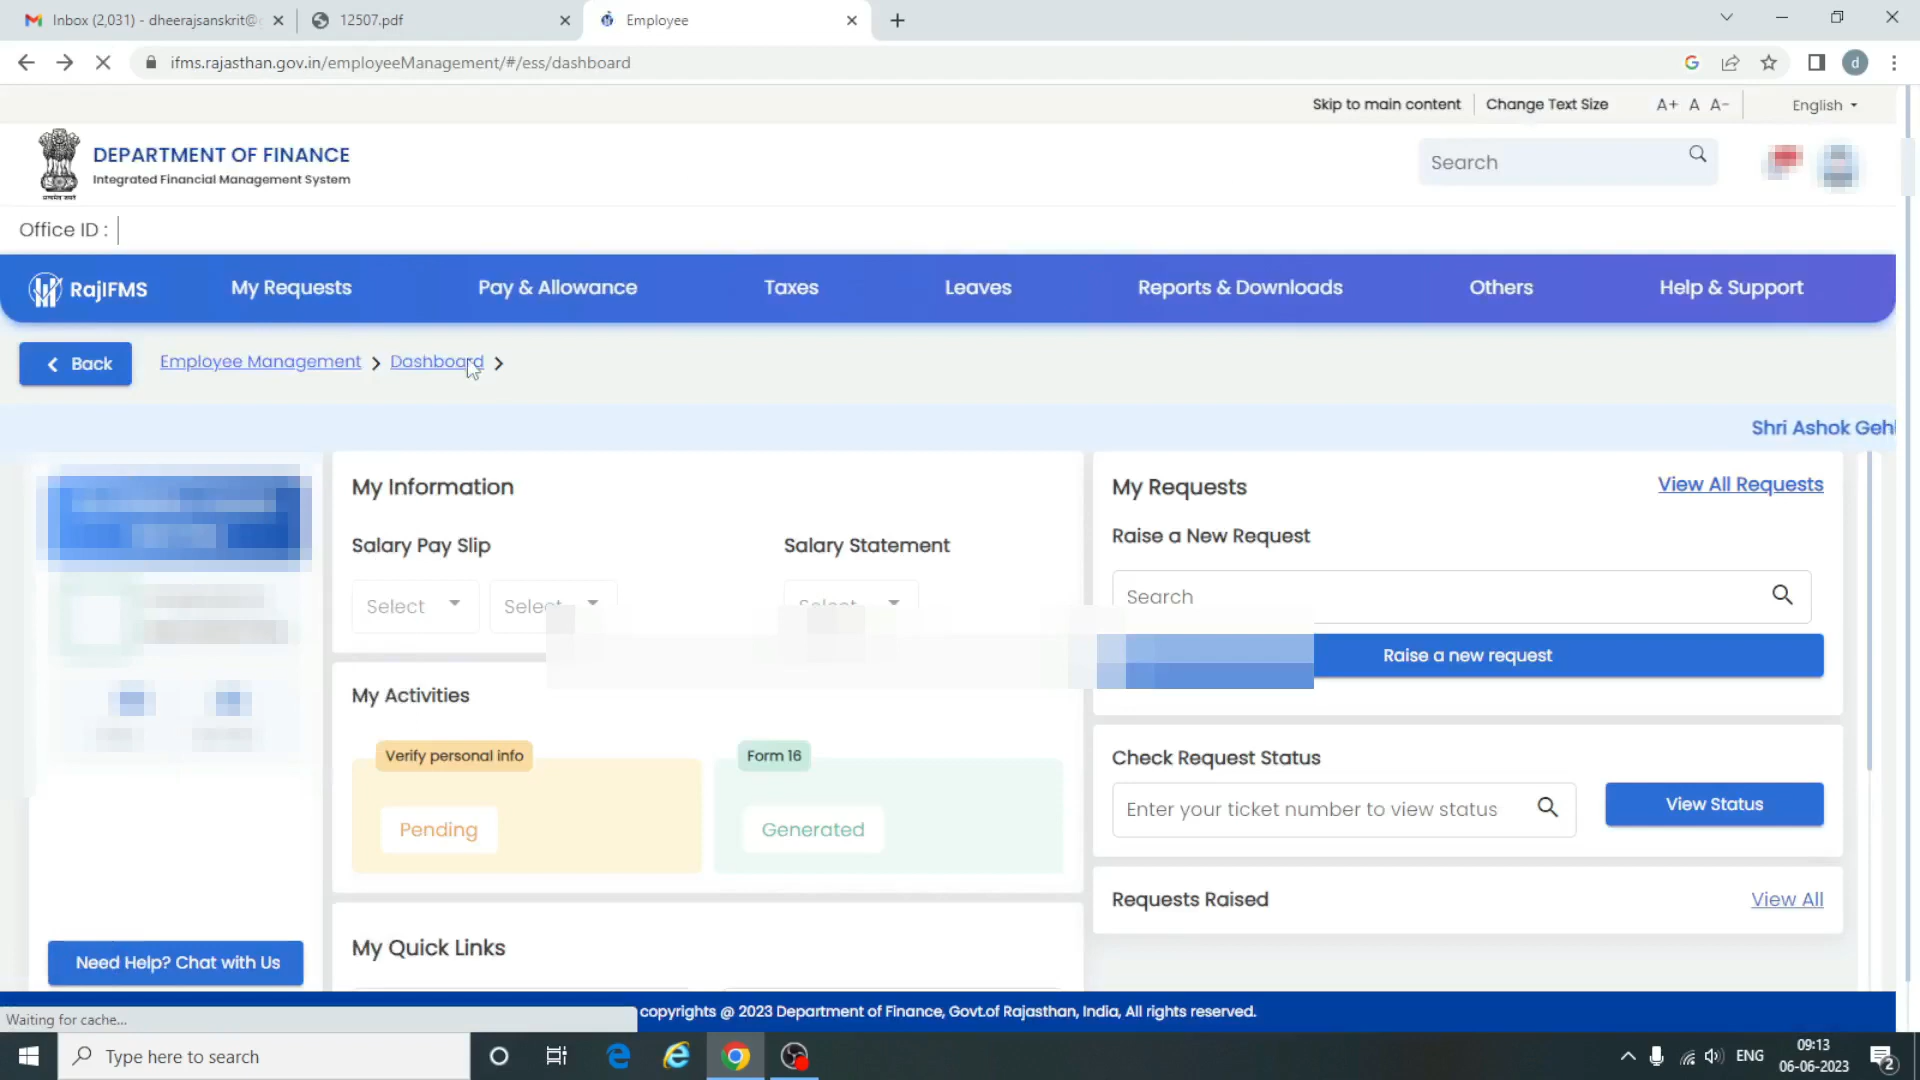 Inbox (2,031) - dheerajsanskrit@
12507.pdf
Employee
ifms.rajasthan.gov.in/employeeManagement/#/ess/dashboard
d
Skip to main content
Change Text Size
A+ A A-
English
DEPARTMENT OF FINANCE
Integrated Financial Management System
सत्यमेव जयते
Search
Office ID :
RajIFMS
My Requests
Pay & Allowance
Taxes
Leaves
Reports & Downloads
Others
Help & Support
Back
Employee Management
Dashboard
Shri Ashok Gehl
My Information
Salary Pay Slip
Salary Statement
Select
Select
Select
My Requests
View All Requests
Raise a New Request
Search
Raise a new request
My Activities
Verify personal info
Pending
Form 16
Generated
Check Request Status
Enter your ticket number to view status
View Status
Requests Raised
View All
My Quick Links
Need Help? Chat with Us
copyrights @ 2023 Department of Finance, Govt.of Rajasthan, India, All rights reserved.
Waiting for cache...
Type here to search
ENG
09:13
06-06-2023
2